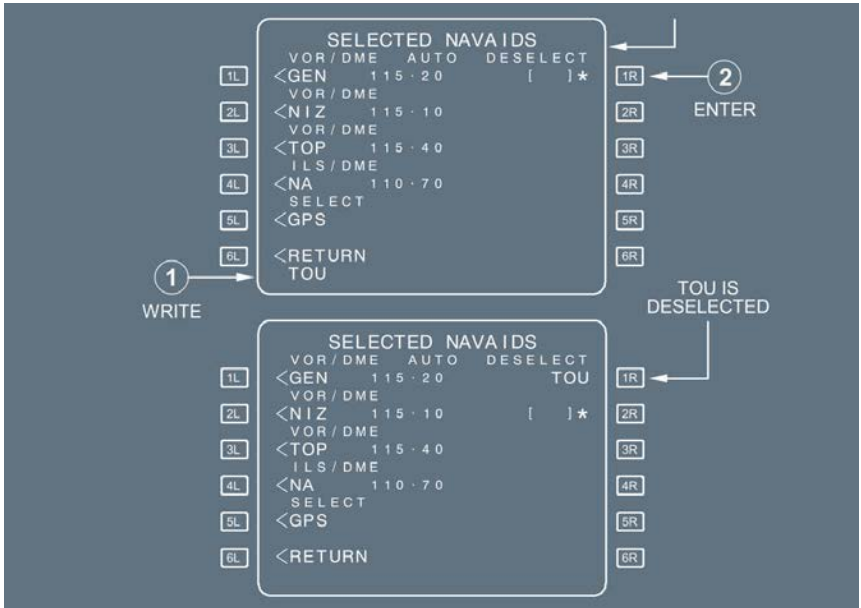 SELECTED NAVAIDS
VOR/DME AUTO DESELECT
1L <GEN 115·20 [ ]* 1R 2
VOR/DME
2L <NIZ 115·10 2R ENTER
VOR/DME
3L <TOP 115·40 3R
ILS/DME
4L <NA 110·70 4R
SELECT
5L <GPS 5R
6L <RETURN 6R
1 TOU
WRITE
TOU IS
DESELECTED
SELECTED NAVAIDS
VOR/DME AUTO DESELECT
1L <GEN 115·20 TOU 1R
VOR/DME
2L <NIZ 115·10 [ ]* 2R
VOR/DME
3L <TOP 115·40 3R
ILS/DME
4L <NA 110·70 4R
SELECT
5L <GPS 5R
6L <RETURN 6R